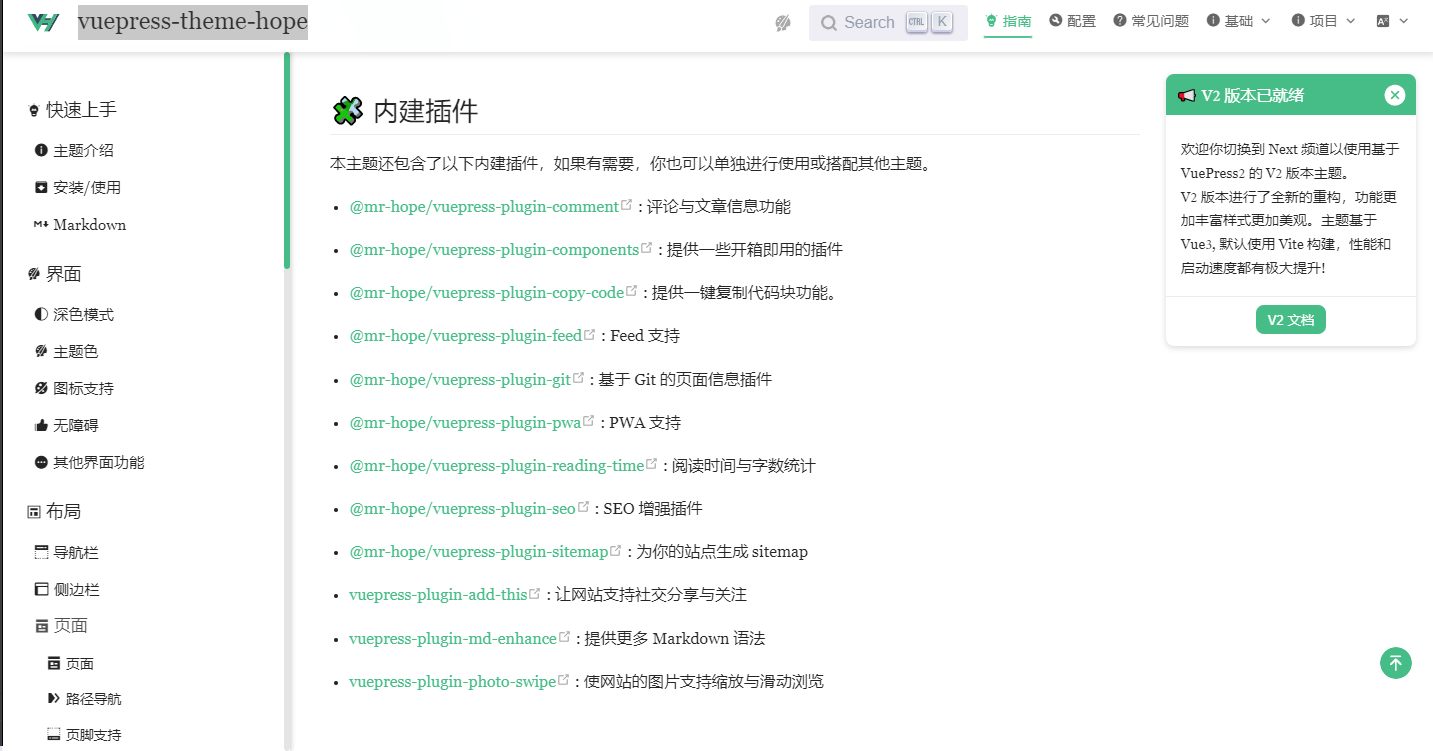 vuepress-theme-hope
Search CTRL K
指南
配置
常见问题
基础
项目
快速上手
主题介绍
安装/使用
Markdown
界面
深色模式
主题色
图标支持
无障碍
其他界面功能
布局
导航栏
侧边栏
页面
页面
路径导航
页脚支持
内建插件
本主题还包含了以下内建插件，如果有需要，你也可以单独进行使用或搭配其他主题。
@mr-hope/vuepress-plugin-comment : 评论与文章信息功能
@mr-hope/vuepress-plugin-components : 提供一些开箱即用的插件
@mr-hope/vuepress-plugin-copy-code : 提供一键复制代码块功能。
@mr-hope/vuepress-plugin-feed : Feed 支持
@mr-hope/vuepress-plugin-git : 基于 Git 的页面信息插件
@mr-hope/vuepress-plugin-pwa : PWA 支持
@mr-hope/vuepress-plugin-reading-time : 阅读时间与字数统计
@mr-hope/vuepress-plugin-seo : SEO 增强插件
@mr-hope/vuepress-plugin-sitemap : 为你的站点生成 sitemap
vuepress-plugin-add-this : 让网站支持社交分享与关注
vuepress-plugin-md-enhance : 提供更多 Markdown 语法
vuepress-plugin-photo-swipe : 使网站的图片支持缩放与滑动浏览
V2 版本已就绪
欢迎你切换到 Next 频道以使用基于
VuePress2 的 V2 版本主题。
V2 版本进行了全新的重构，功能更
加丰富样式更加美观。主题基于
Vue3, 默认使用 Vite 构建，性能和
启动速度都有极大提升!
V2 文档